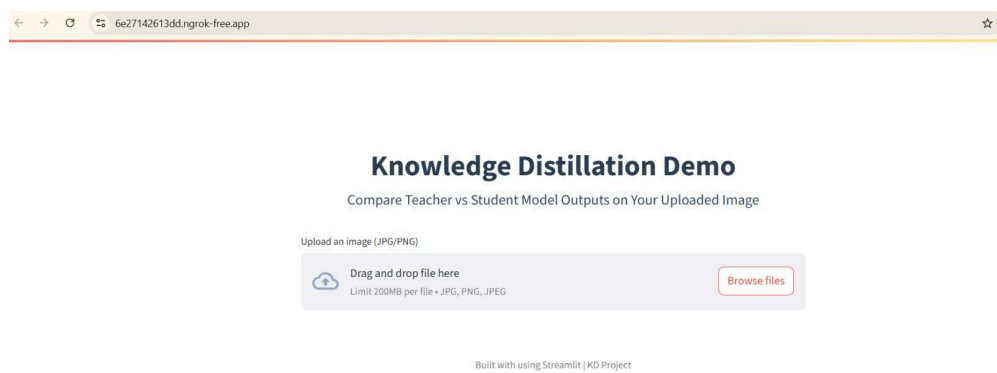 6e27142613dd.ngrok-free.app
Knowledge Distillation Demo
Compare Teacher vs Student Model Outputs on Your Uploaded Image
Upload an image (JPG/PNG)
Drag and drop file here
Limit 200MB per file • JPG, PNG, JPEG
Browse files
Built with using Streamlit | KD Project